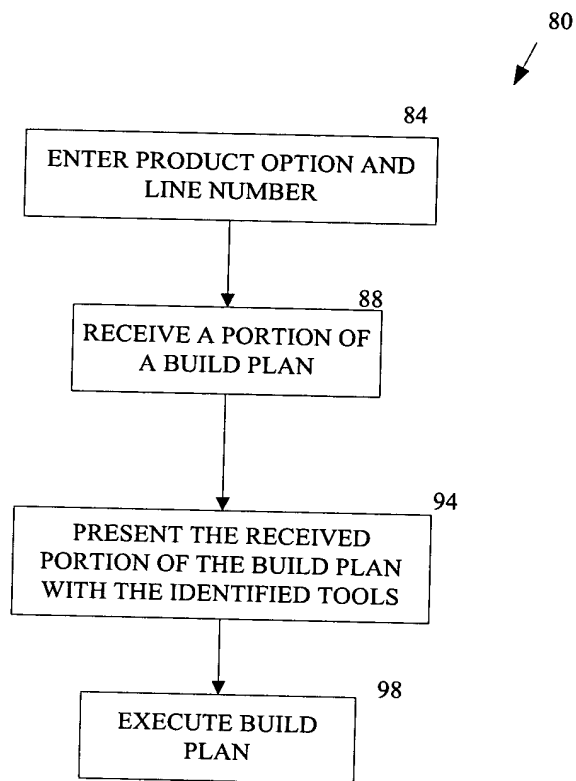 80
84
ENTER PRODUCT OPTION AND
LINE NUMBER
88
RECEIVE A PORTION OF
A BUILD PLAN
94
PRESENT THE RECEIVED
PORTION OF THE BUILD PLAN
WITH THE IDENTIFIED TOOLS
98
EXECUTE BUILD
PLAN